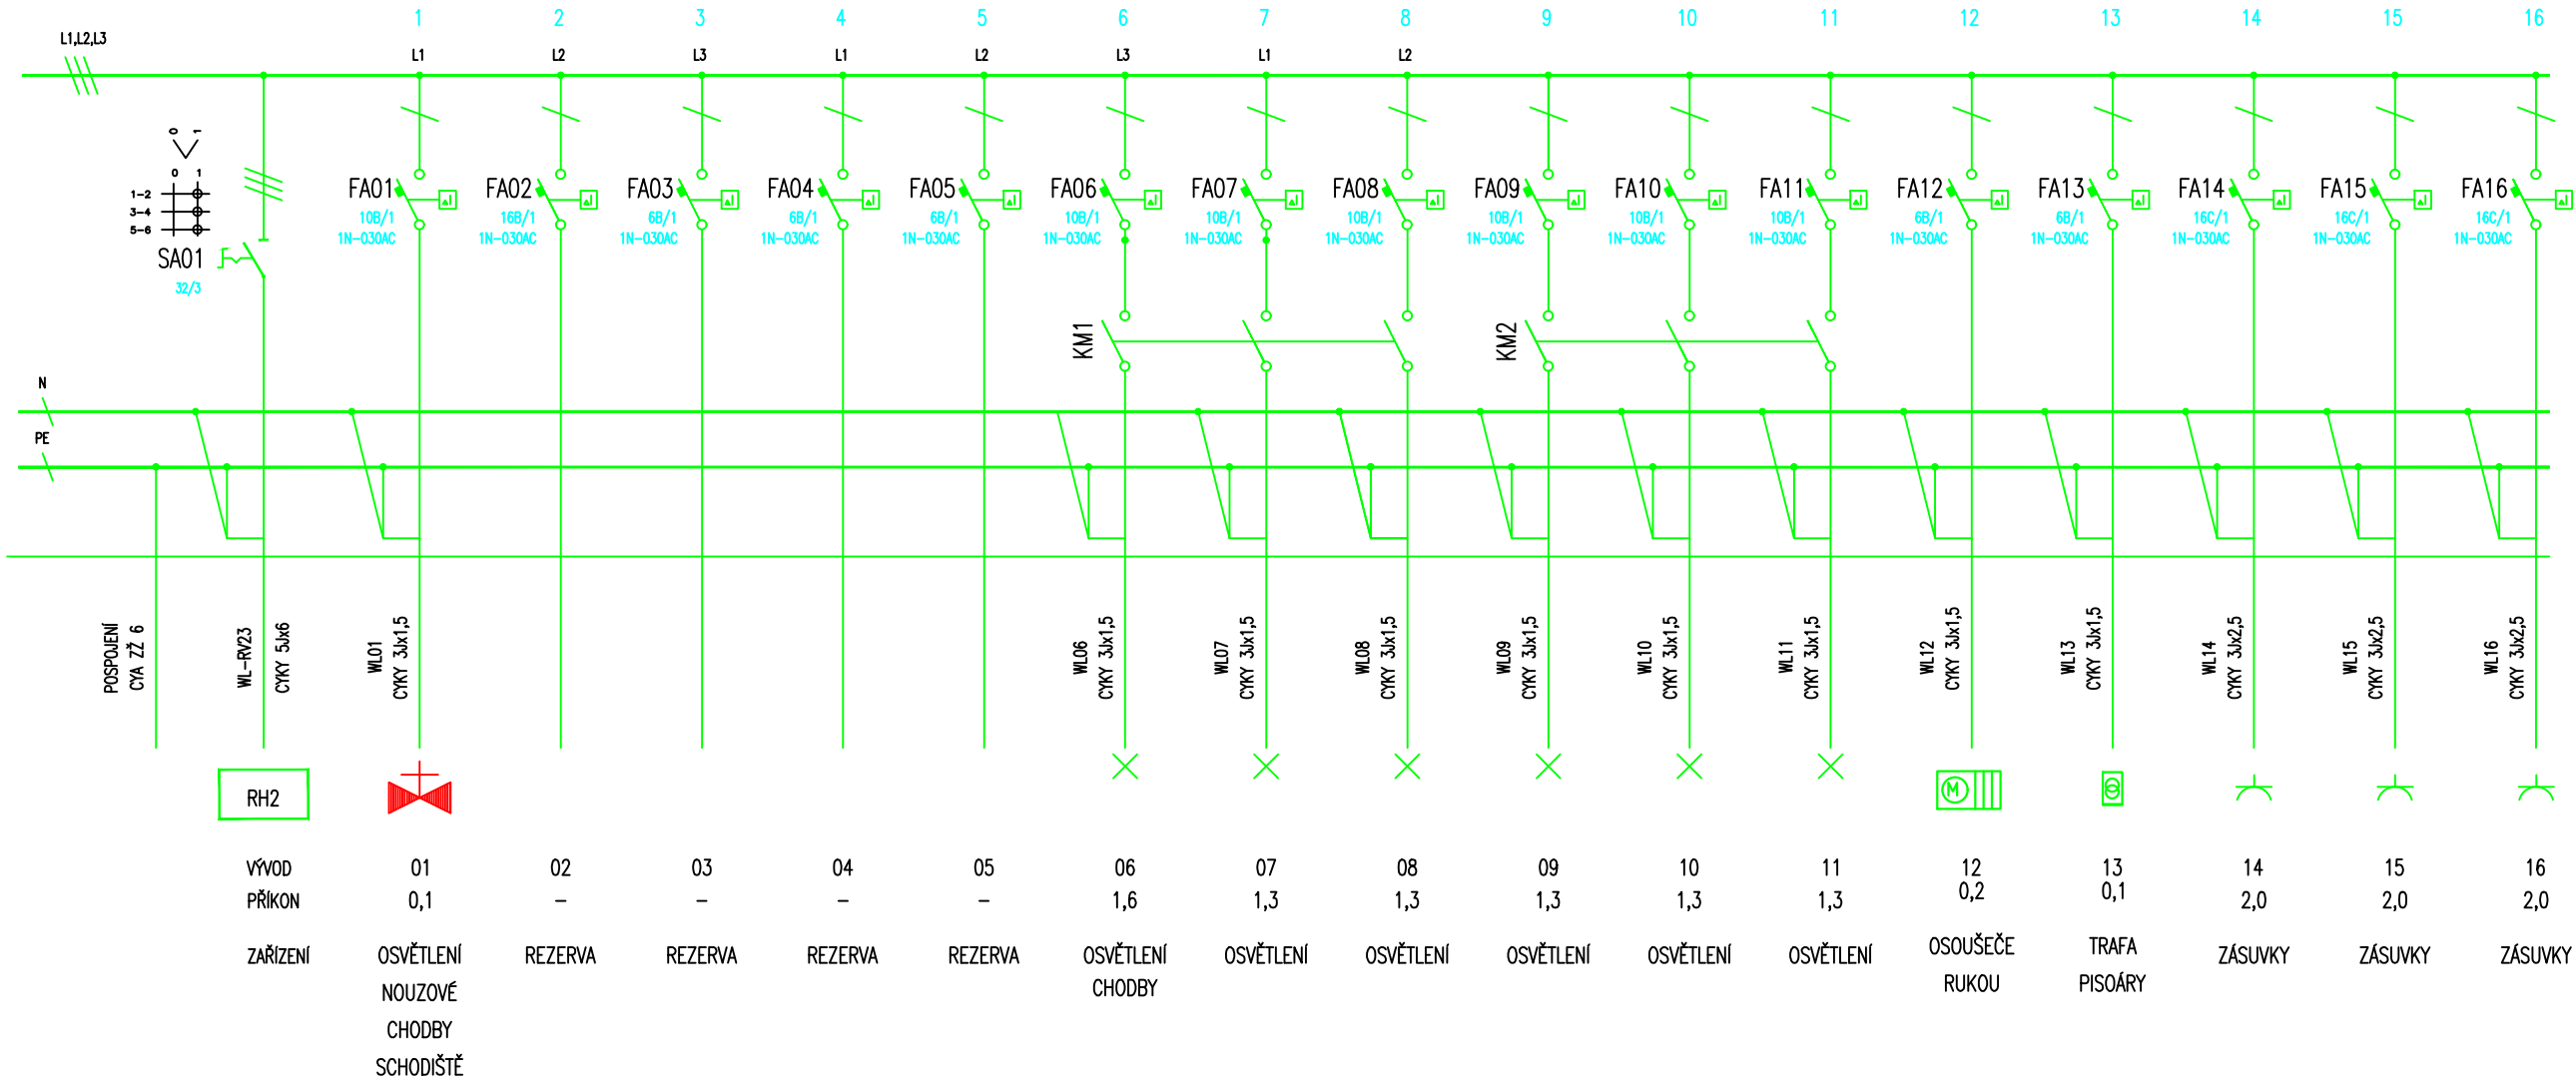 1 2 3 4 5 6 7 8 9 10 11 12 13 14 15 16
L1,L2,L3
L1 L2 L3 L1 L2 L3 L1 L2
0 1
0 1
1-2
3-4
5-6
SA01
32/3
FA01 FA02 FA03 FA04 FA05 FA06 FA07 FA08 FA09 FA10 FA11 FA12 FA13 FA14 FA15 FA16
10B/1 16B/1 6B/1 6B/1 6B/1 10B/1 10B/1 10B/1 10B/1 10B/1 10B/1 6B/1 6B/1 16C/1 16C/1 16C/1
1N-030AC 1N-030AC 1N-030AC 1N-030AC 1N-030AC 1N-030AC 1N-030AC 1N-030AC 1N-030AC 1N-030AC 1N-030AC 1N-030AC 1N-030AC 1N-030AC 1N-030AC 1N-030AC
KM1 KM2
N
PE
POSPOJENÍ
CYA ZŽ 6
WL-RV23
CYKY 5Jx6
WL01
CYKY 3Jx1,5
WL06
CYKY 3Jx1,5
WL07
CYKY 3Jx1,5
WL08
CYKY 3Jx1,5
WL09
CYKY 3Jx1,5
WL10
CYKY 3Jx1,5
WL11
CYKY 3Jx1,5
WL12
CYKY 3Jx1,5
WL13
CYKY 3Jx1,5
WL14
CYKY 3Jx2,5
WL15
CYKY 3Jx2,5
WL16
CYKY 3Jx2,5
RH2
M
VÝVOD 01 02 03 04 05 06 07 08 09 10 11 12 13 14 15 16
PŘÍKON 0,1 - - - - 1,6 1,3 1,3 1,3 1,3 1,3 0,2 0,1 2,0 2,0 2,0
ZAŘÍZENÍ OSVĚTLENÍ REZERVA REZERVA REZERVA REZERVA OSVĚTLENÍ OSVĚTLENÍ OSVĚTLENÍ OSVĚTLENÍ OSVĚTLENÍ OSVĚTLENÍ OSOUŠEČE TRAFA ZÁSUVKY ZÁSUVKY ZÁSUVKY
NOUZOVÉ CHODBY RUKOU PISOÁRY
CHODBY
SCHODIŠTĚ